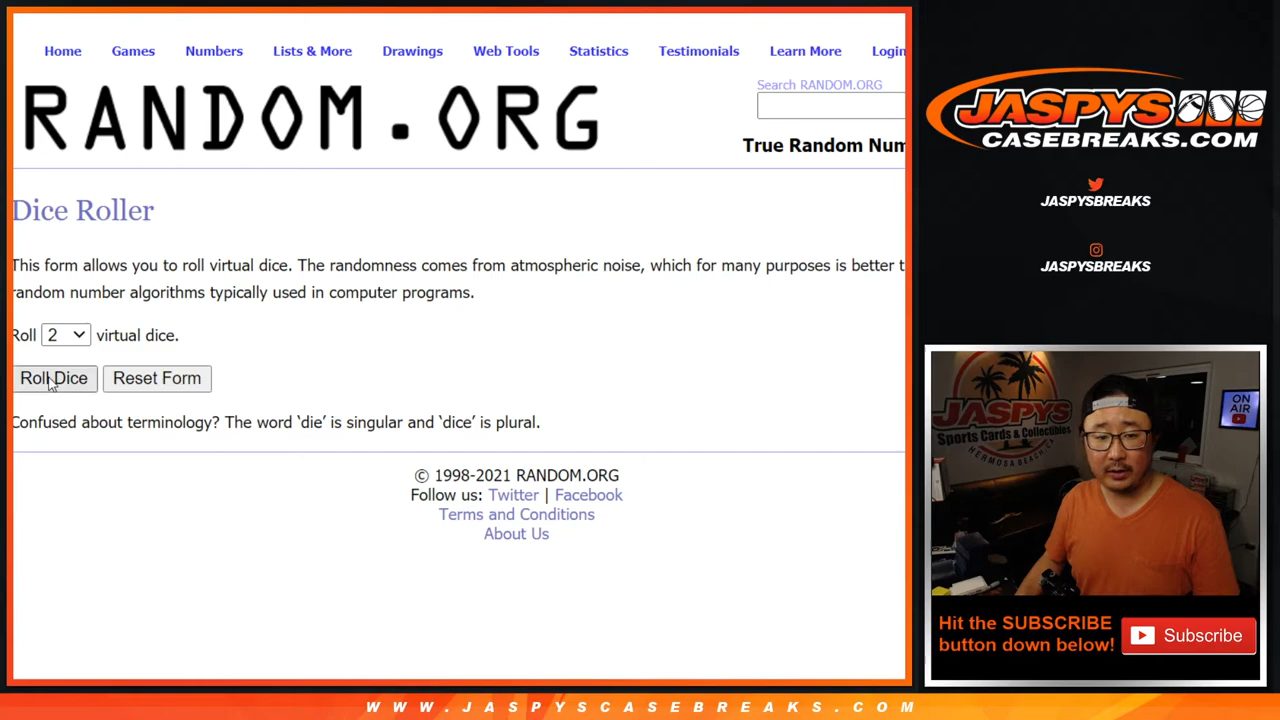 Home Games Numbers Lists & More Drawings Web Tools Statistics Testimonials Learn More Login
Search RANDOM.ORG
RANDOM.ORG
True Random Num
Dice Roller
This form allows you to roll virtual dice. The randomness comes from atmospheric noise, which for many purposes is better t
random number algorithms typically used in computer programs.
Roll 2 virtual dice.
Roll Dice Reset Form
Confused about terminology? The word ‘die’ is singular and ‘dice’ is plural.
© 1998-2021 RANDOM.ORG
Follow us: Twitter | Facebook
Terms and Conditions
About Us
JASPYS
CASEBREAKS.COM
JASPYSBREAKS
JASPYSBREAKS
JASPYS
Sports Cards & Collectibles
HERMOSA BEACH, CA
ON
AIR
Hit the SUBSCRIBE
button down below!
Subscribe
WWW.JASPYSCASEBREAKS.COM